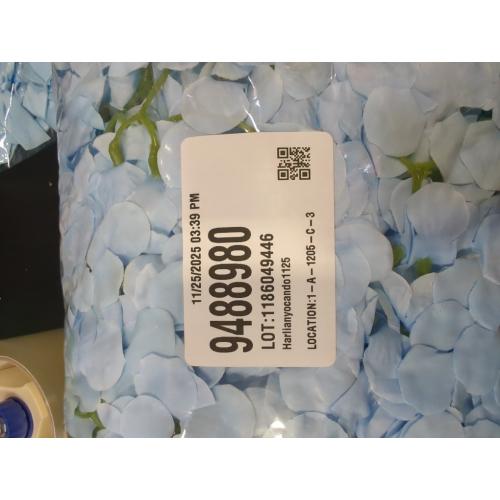 11/25/2025 03:39 PM
9488980
LOT:1186049446
Harlianyocando1125
LOCATION:1-A-1205-C-3